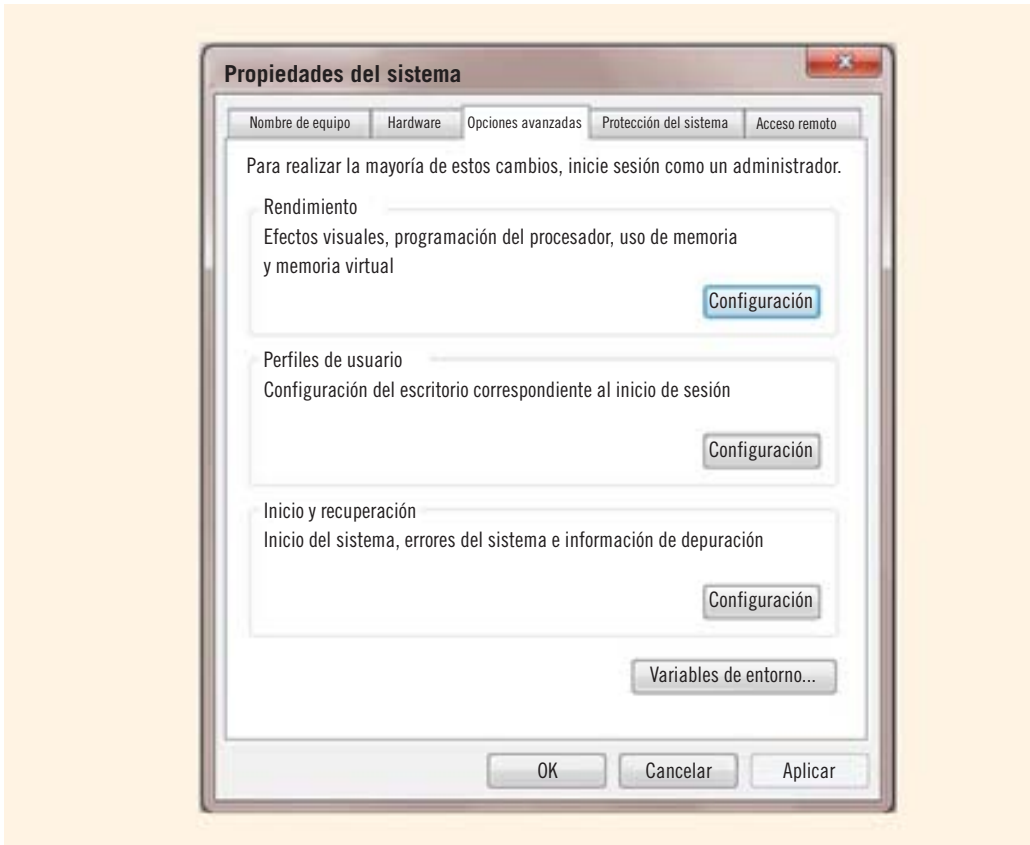 Propiedades del sistema
Nombre de equipo
Hardware
Opciones avanzadas
Protección del sistema
Acceso remoto
Para realizar la mayoría de estos cambios, inicie sesión como un administrador.
Rendimiento
Efectos visuales, programación del procesador, uso de memoria
y memoria virtual
Configuración
Perfiles de usuario
Configuración del escritorio correspondiente al inicio de sesión
Configuración
Inicio y recuperación
Inicio del sistema, errores del sistema e información de depuración
Configuración
Variables de entorno...
OK
Cancelar
Aplicar